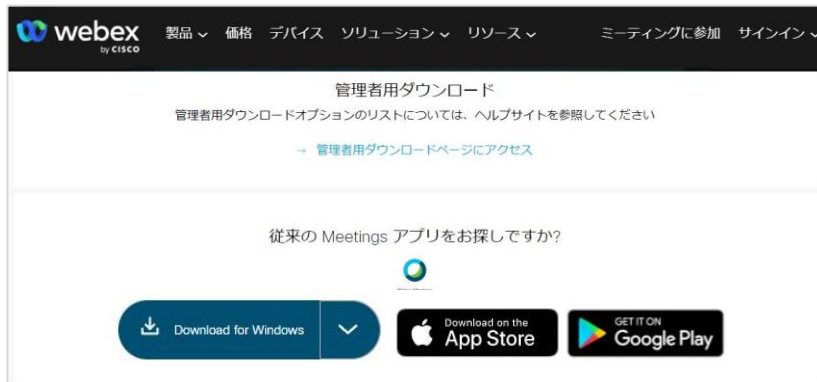 webex by CISCO 製品 価格 デバイス ソリューション リソース ミーティングに参加 サインイン
管理者用ダウンロード
管理者用ダウンロードオプションのリストについては、ヘルプサイトを参照してください
→ 管理者用ダウンロードページにアクセス
従来の Meetings アプリをお探しですか?
Download for Windows
Download on the
App Store
GET IT ON
Google Play